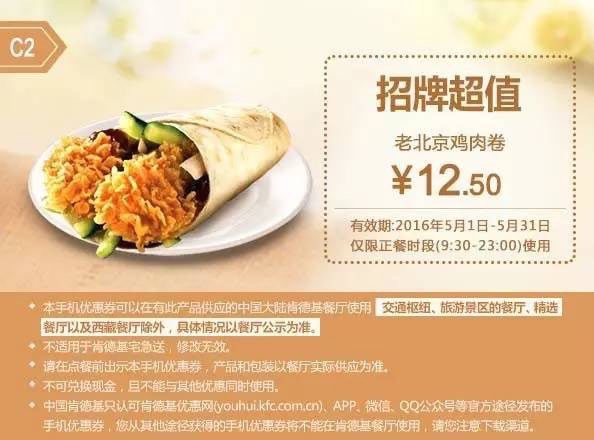 C2
招牌超值
老北京鸡肉卷
¥12.50
有效期:2016年5月1日-5月31日
仅限正餐时段(9:30-23:00)使用
● 本手机优惠券可以在有此产品供应的中国大陆肯德基餐厅使用 交通枢纽、旅游景区的餐厅、精选
餐厅以及西藏餐厅除外，具体情况以餐厅公示为准。
● 不适用于肯德基宅急送，修改无效。
● 请在点餐前出示本手机优惠券，产品和包装以餐厅实际供应为准。
● 不可兑换现金，且不能与其他优惠同时使用。
● 中国肯德基只认可肯德基优惠网(youhui.kfc.com.cn)、APP、微信、QQ公众号等官方途径发布的
手机优惠券，您从其他途径获得的手机优惠券将不能在肯德基餐厅使用，请您注意下载渠道。